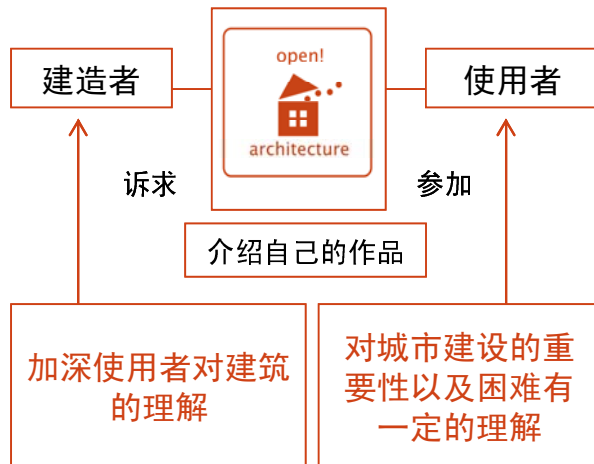 open!
建造者
使用者
architecture
诉求
参加
介绍自己的作品
加深使用者对建筑
的理解
对城市建设的重
要性以及困难有
一定的理解